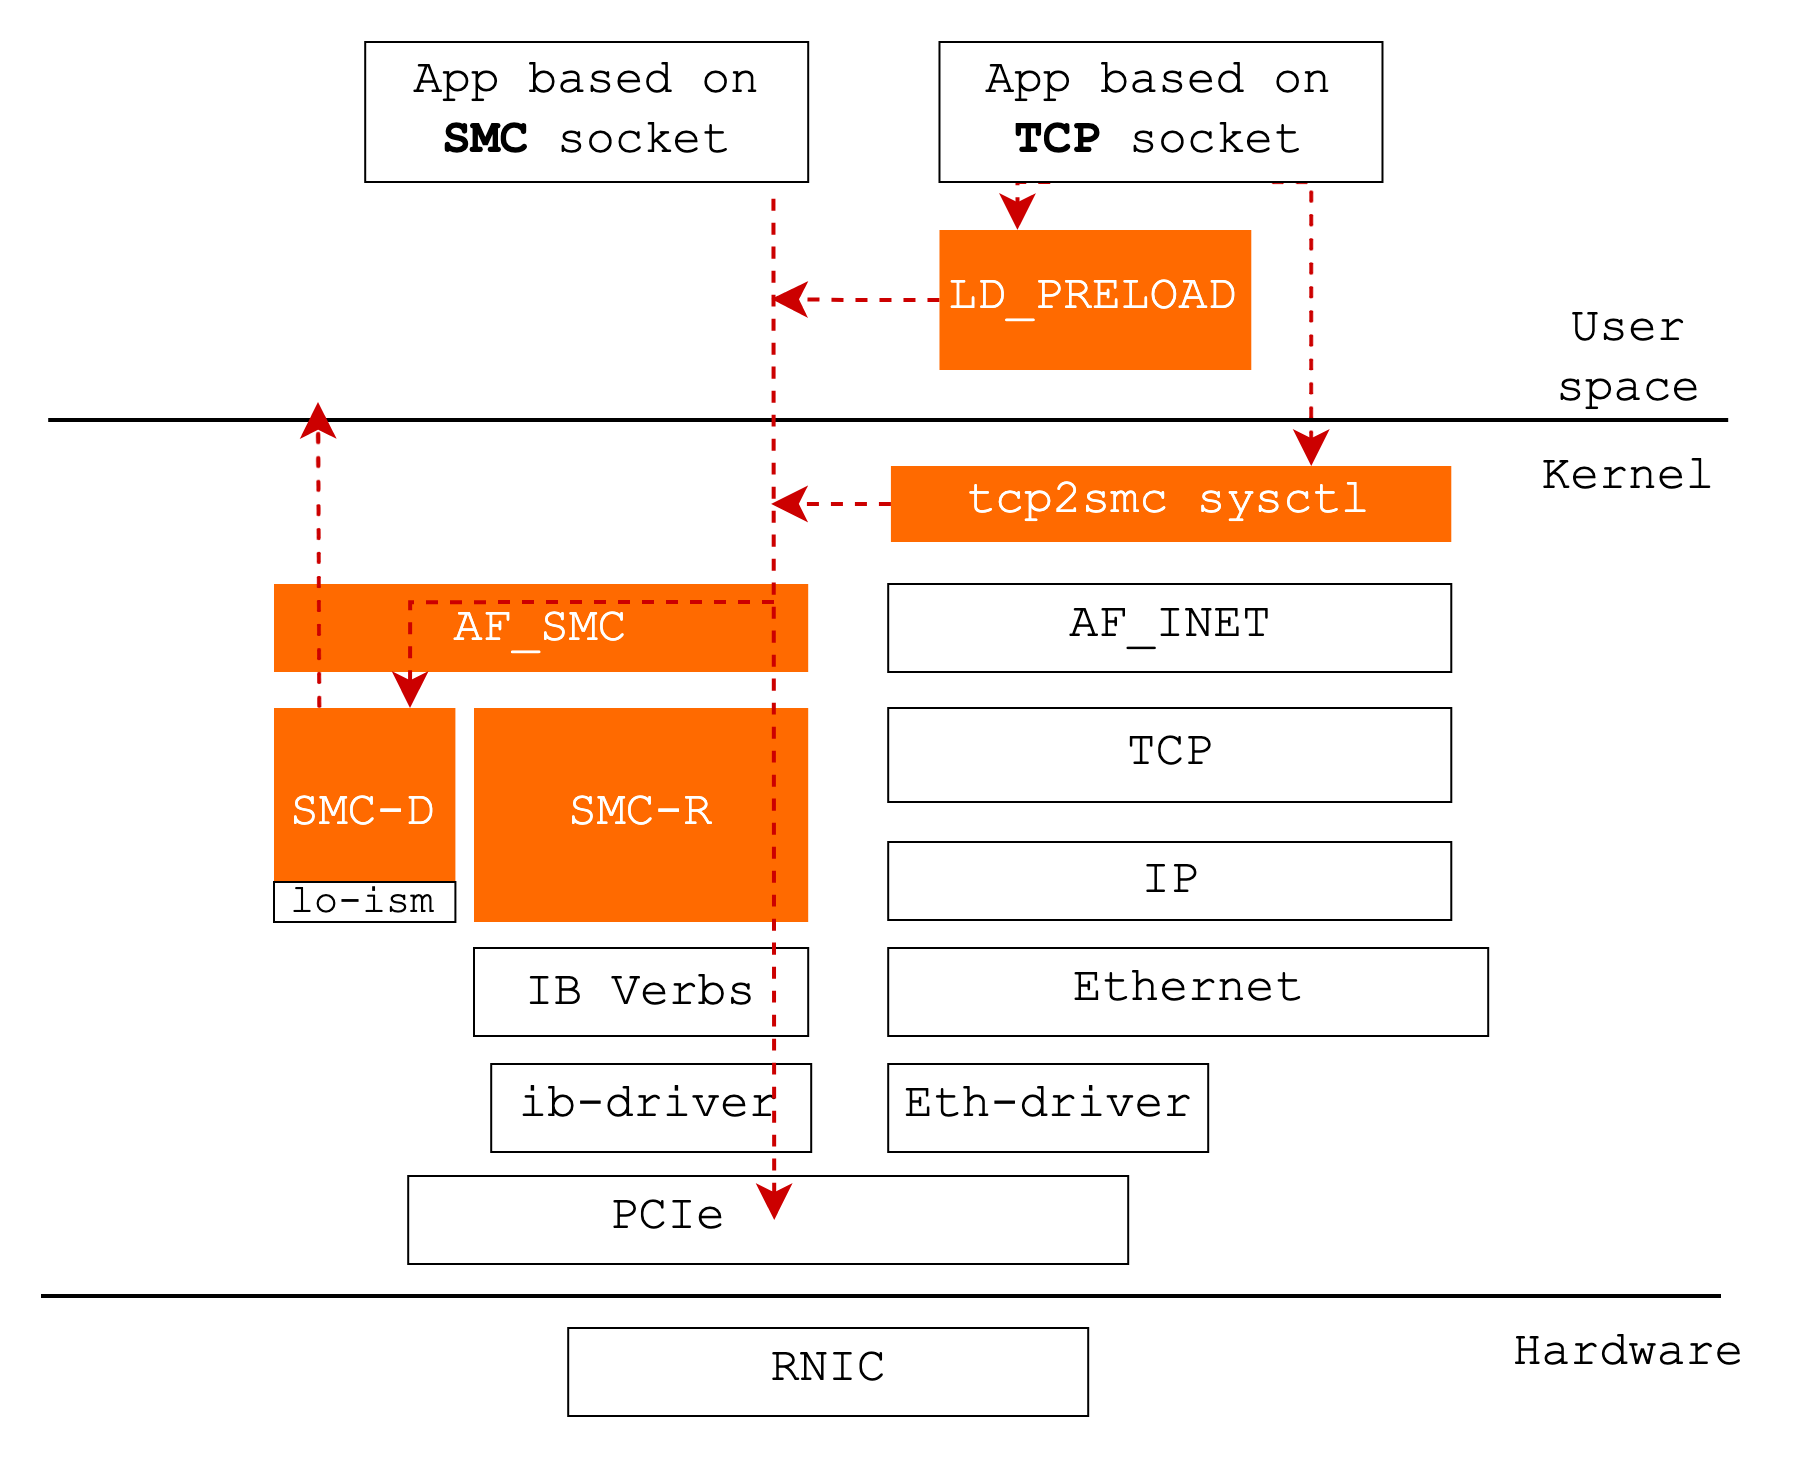 App based on
SMC socket
App based on
TCP socket
LD_PRELOAD
User
space
Kernel
tcp2smc sysctl
AF_SMC
AF_INET
SMC-D
SMC-R
TCP
lo-ism
IP
IB Verbs
Ethernet
ib-driver
Eth-driver
PCIe
Hardware
RNIC